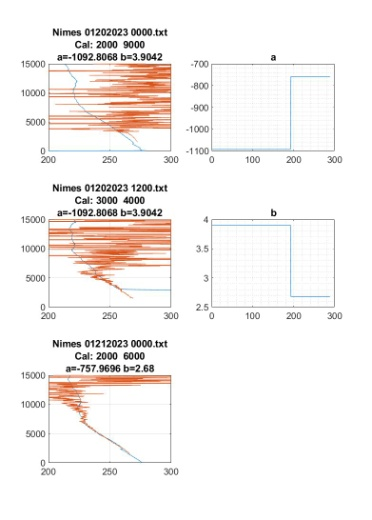 Nimes 01202023 0000.txt
Cal: 2000 9000
a=-1092.8068 b=3.9042
15000
10000
5000
0
200 250 300
a
-700
-800
-900
-1000
-1100
0 100 200 300
Nimes 01202023 1200.txt
Cal: 3000 4000
a=-1092.8068 b=3.9042
15000
10000
5000
0
200 250 300
b
4
3.5
3
2.5
0 100 200 300
Nimes 01212023 0000.txt
Cal: 2000 6000
a=-757.9696 b=2.68
15000
10000
5000
0
200 250 300